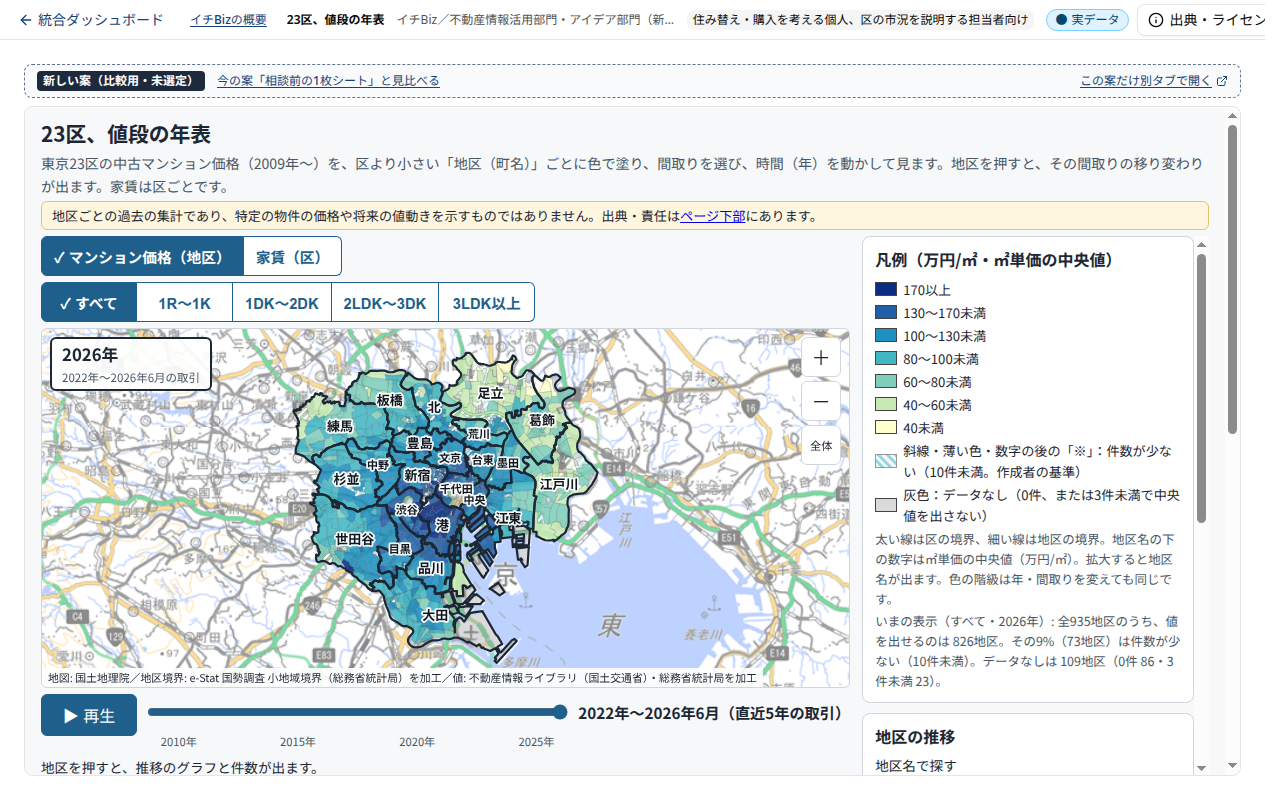 ← 統合ダッシュボード
イチBizの概要
23区、値段の年表
イチBiz／不動産情報活用部門・アイデア部門（新...
住み替え・購入を考える個人、区の市況を説明する担当者向け
実データ
出典・ライセン
新しい案（比較用・未選定）
今の案「相談前の1枚シート」と見比べる
この案だけ別タブで開く
23区、値段の年表
東京23区の中古マンション価格（2009年～）を、区より小さい「地区（町名）」ごとに色で塗り、間取りを選び、時間（年）を動かして見ます。地区を押すと、その間取りの移り変わり
が出ます。家賃は区ごとです。
地区ごとの過去の集計であり、特定の物件の価格や将来の値動きを示すものではありません。出典・責任はページ下部にあります。
✓ マンション価格（地区）
家賃（区）
✓ すべて
1R～1K
1DK～2DK
2LDK～3DK
3LDK以上
2026年
2022年～2026年6月の取引
＋
－
全体
足立
板橋
北
葛飾
練馬
荒川
豊島
文京
台東
墨田
中野
杉並
新宿
江戸川
千代田
中央
渋谷
江東
港
世田谷
目黒
品川
大田
京
東
土
江戸川
養老川
多摩川
相模原
町田
愛川
八王子
市川
16
E14
E51
E20
C4
129
246
E83
E14
地図: 国土地理院／地区境界: e-Stat 国勢調査 小地域境界（総務省統計局）を加工／値: 不動産情報ライブラリ（国土交通省）・総務省統計局を加工
▶ 再生
2022年～2026年6月（直近5年の取引）
2010年
2015年
2020年
2025年
地区を押すと、推移のグラフと件数が出ます。
凡例（万円/㎡・㎡単価の中央値）
170以上
130～170未満
100～130未満
80～100未満
60～80未満
40～60未満
40未満
斜線・薄い色・数字の後の「※」：件数が少な
い（10件未満。作成者の基準）
灰色：データなし（0件、または3件未満で中央
値を出さない）
太い線は区の境界、細い線は地区の境界。地区名の下
の数字は㎡単価の中央値（万円/㎡）。拡大すると地区
名が出ます。色の階級は年・間取りを変えても同じで
す。
いまの表示（すべて・2026年）: 全935地区のうち、値
を出せるのは 826地区。その9%（73地区）は件数が少
ない（10件未満）。データなしは 109地区（0件 86・3
件未満 23）。
地区の推移
地区名で探す